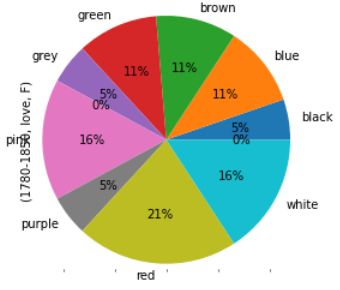 green
brown
grey
blue
11%
11%
5%
0%
11%
(1780-1850, love, F)
pink
16%
5%
0%
black
5%
16%
purple
21%
white
red